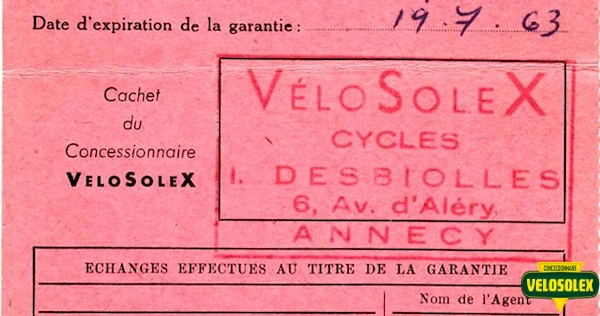 Date d'expiration de la garantie : 19.7.63
Cachet
du
Concessionnaire
VELOSOLEX
VÉLOSOLEX
CYCLES
I. DESBIOLLES
6, Av. d'Aléry
ANNECY
ECHANGES EFFECTUES AU TITRE DE LA GARANTIE
Nom de l'Agent
CONCESSIONNAIRE
VELOSOLEX